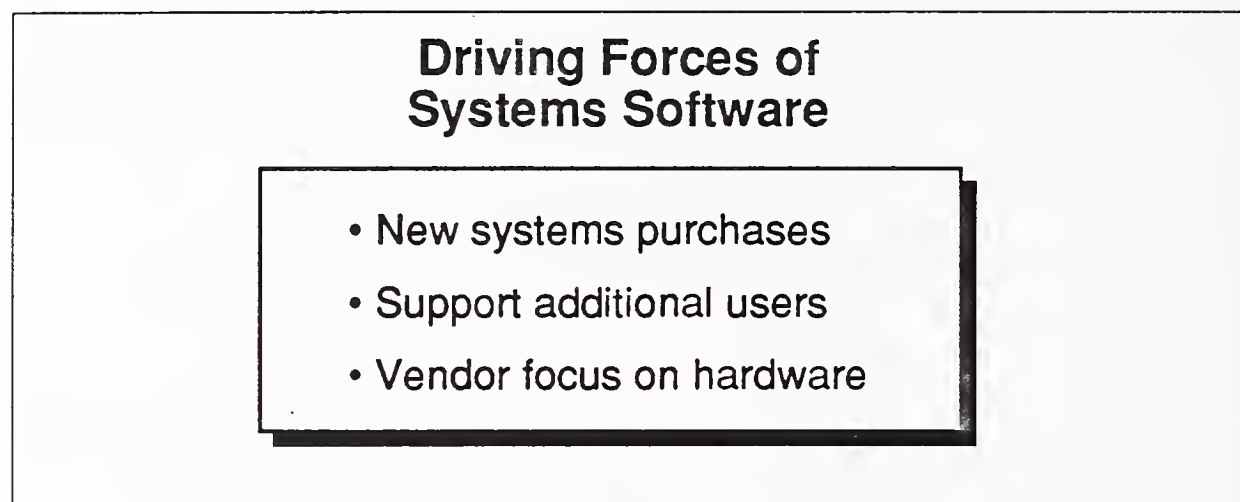 Driving Forces of
Systems Software
• New systems purchases
• Support additional users
• Vendor focus on hardware